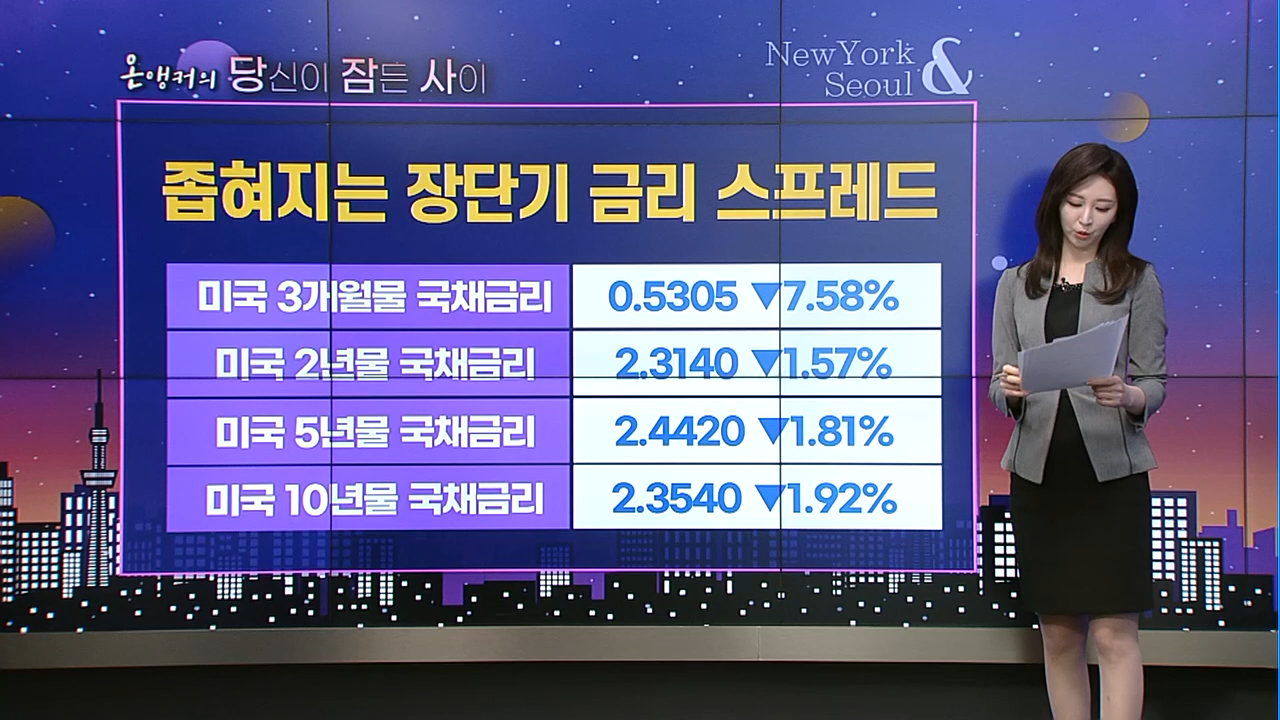 온앵커의 당신이 잠든 사이
NewYork
Seoul &
좁혀지는 장단기 금리 스프레드
미국 3개월물 국채금리 0.5305 ▼7.58%
미국 2년물 국채금리 2.3140 ▼1.57%
미국 5년물 국채금리 2.4420 ▼1.81%
미국 10년물 국채금리 2.3540 ▼1.92%